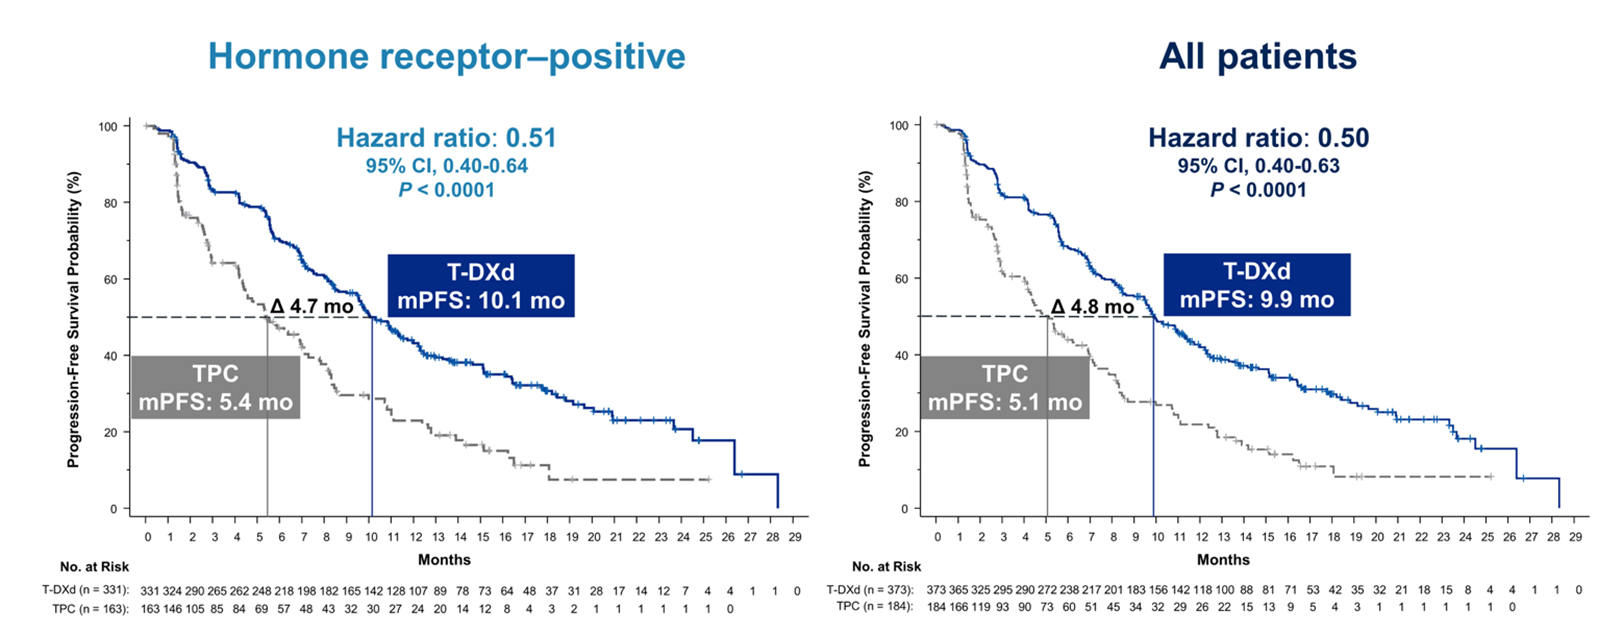 Hormone receptor–positive
Hazard ratio: 0.51
95% CI, 0.40-0.64
P < 0.0001
Progression-Free Survival Probability (%)
100
80
60
40
20
0
T-DXd
mPFS: 10.1 mo
Δ 4.7 mo
TPC
mPFS: 5.4 mo
0 1 2 3 4 5 6 7 8 9 10 11 12 13 14 15 16 17 18 19 20 21 22 23 24 25 26 27 28 29
Months
No. at Risk
T-DXd (n = 331): 331 324 290 265 262 248 218 198 182 165 142 128 107 89 78 73 64 48 37 31 28 17 14 12 7 4 4 1 1 0
TPC (n = 163): 163 146 105 85 84 69 57 48 43 32 30 27 24 20 14 12 8 4 3 2 1 1 1 1 1 1 0
All patients
Hazard ratio: 0.50
95% CI, 0.40-0.63
P < 0.0001
Progression-Free Survival Probability (%)
100
80
60
40
20
0
T-DXd
mPFS: 9.9 mo
Δ 4.8 mo
TPC
mPFS: 5.1 mo
0 1 2 3 4 5 6 7 8 9 10 11 12 13 14 15 16 17 18 19 20 21 22 23 24 25 26 27 28 29
Months
No. at Risk
T-DXd (n = 373): 373 365 325 295 290 272 238 217 201 183 156 142 118 100 88 81 71 53 42 35 32 21 18 15 8 4 4 1 1 0
TPC (n = 184): 184 166 119 93 90 73 60 51 45 34 32 29 26 22 15 13 9 5 4 3 1 1 1 1 1 1 0